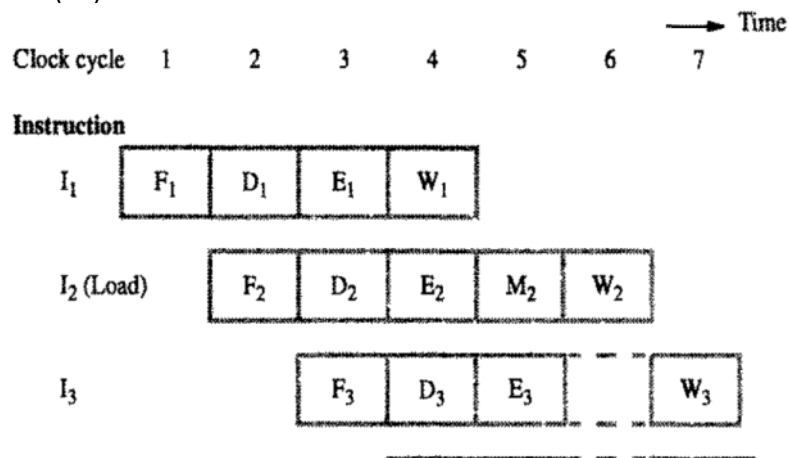 Time
Clock cycle 1 2 3 4 5 6 7
Instruction
I₁ F₁ D₁ E₁ W₁
I₂ (Load) F₂ D₂ E₂ M₂ W₂
I₃ F₃ D₃ E₃ W₃